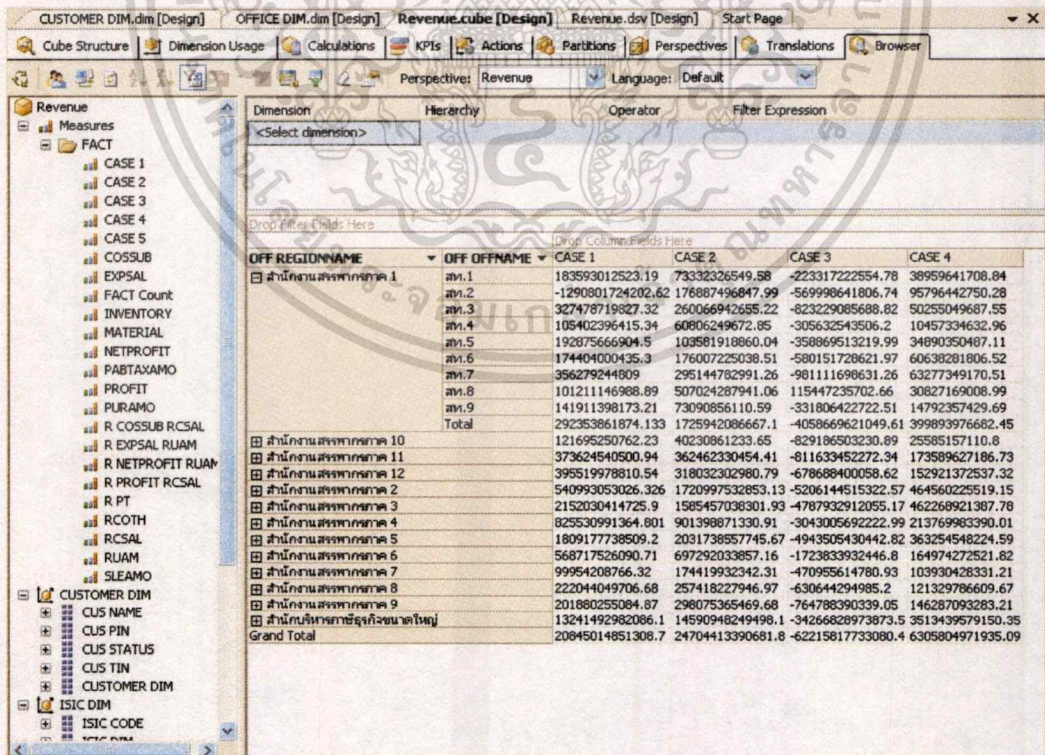 CUSTOMER DIM.dim [Design] OFFICE DIM.dim [Design] Revenue.cube [Design] Revenue.dsv [Design] Start Page
Cube Structure Dimension Usage Calculations KPIs Actions Partitions Perspectives Translations Browser
Perspective: Revenue Language: Default
Revenue
Measures
FACT
CASE 1
CASE 2
CASE 3
CASE 4
CASE 5
COSSUB
EXPSAL
FACT Count
INVENTORY
MATERIAL
NETPROFIT
PABTAXAMO
PROFIT
PURAMO
R COSSUB RCSAL
R EXPSAL RUAM
R NETPROFIT RUAM
R PROFIT RCSAL
R PT
RCOTH
RCSAL
RUAM
SLEAMO
CUSTOMER DIM
CUS NAME
CUS PIN
CUS STATUS
CUS TIN
CUSTOMER DIM
ISIC DIM
ISIC CODE
Dimension Hierarchy Operator Filter Expression
<Select dimension>
Drop Filter Fields Here
Drop Column Fields Here
OFF REGIONNAME OFF OFFNAME CASE 1 CASE 2 CASE 3 CASE 4
สำนักงานสรรพากรภาค 1 สท.1 183593012523.19 73332326549.58 -223317222554.78 38959641708.84
สท.2 -1290801724202.62 176887496847.99 -569998641806.74 95796442750.28
สท.3 327478719827.32 260066942655.22 -823229085688.82 50255049687.55
สท.4 105402396415.34 60806249672.85 -305632543506.2 10457334632.96
สท.5 192875666904.5 103581918860.04 -358869513219.99 34890350487.11
สท.6 174404000435.3 176007225038.51 -580151728621.97 60638281806.52
สท.7 356279244809 295144782991.26 -981111698631.26 63277349170.51
สท.8 101211146988.89 507024287941.06 115447235702.66 30827169008.99
สท.9 141911398173.21 73090856110.59 -331806422722.51 14792357429.69
Total 292353861874.133 1725942086667.1 -4058669621049.61 399893976682.45
สำนักงานสรรพากรภาค 10 121695250762.23 40230861233.65 -829186503230.89 25585157110.8
สำนักงานสรรพากรภาค 11 373624540500.94 362462330454.41 -811633452272.34 173589627186.73
สำนักงานสรรพากรภาค 12 395519978810.54 318032302980.79 -678688400058.62 152921372537.32
สำนักงานสรรพากรภาค 2 540993053026.326 1720997532853.13 -5206144515322.57 464560225519.15
สำนักงานสรรพากรภาค 3 2152030414725.9 1585457038301.93 -4787932912055.17 462268921387.78
สำนักงานสรรพากรภาค 4 825530991364.801 901398871330.91 -3043005692222.99 213769983390.01
สำนักงานสรรพากรภาค 5 1809177738509.2 2031738557745.67 -4943505430442.82 363254548224.59
สำนักงานสรรพากรภาค 6 568717526090.71 697292033857.16 -1723833932446.8 164974272521.82
สำนักงานสรรพากรภาค 7 99954208766.32 174419932342.31 -470955614780.93 103930428331.21
สำนักงานสรรพากรภาค 8 222044049706.68 257418227946.97 -630644294985.2 121329786609.67
สำนักงานสรรพากรภาค 9 201880255084.87 298075365469.68 -764788390339.05 146287093283.21
สำนักบริหารภาษีธุรกิจขนาดใหญ่ 13241492982086.1 14590948249498.1 -34266828973873.5 3513439579150.35
Grand Total 20845014851308.7 24704413390681.8 -62215817733080.4 6305804971935.09